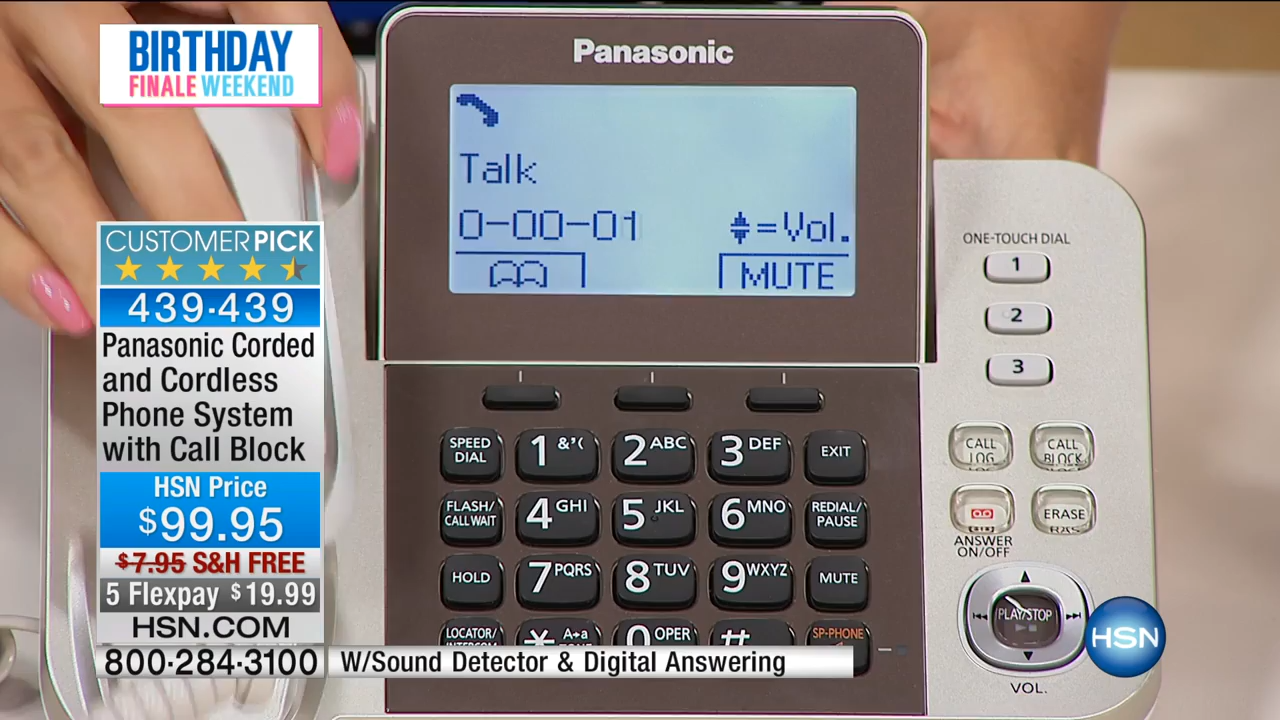 BIRTHDAY
FINALE WEEKEND
CUSTOMER PICK
439·439
Panasonic Corded
and Cordless
Phone System
with Call Block
HSN Price
$99.95
$7.95 S&H FREE
5 Flexpay $19.99
HSN.COM
800·284·3100
W/Sound Detector & Digital Answering
HSN
Panasonic
Talk
0-00-01
=Vol.
MUTE
SPEED DIAL
1 &'(
2 ABC
3 DEF
EXIT
FLASH/ CALL WAIT
4 GHI
5 JKL
6 MNO
REDIAL/ PAUSE
HOLD
7 PQRS
8 TUV
9 WXYZ
MUTE
LOCATOR/
* A→a
0 OPER
#
SP-PHONE
ONE-TOUCH DIAL
1
2
3
CALL LOG
CALL BLOCK
ERASE
ANSWER
ON/OFF
PLAY/STOP
VOL.